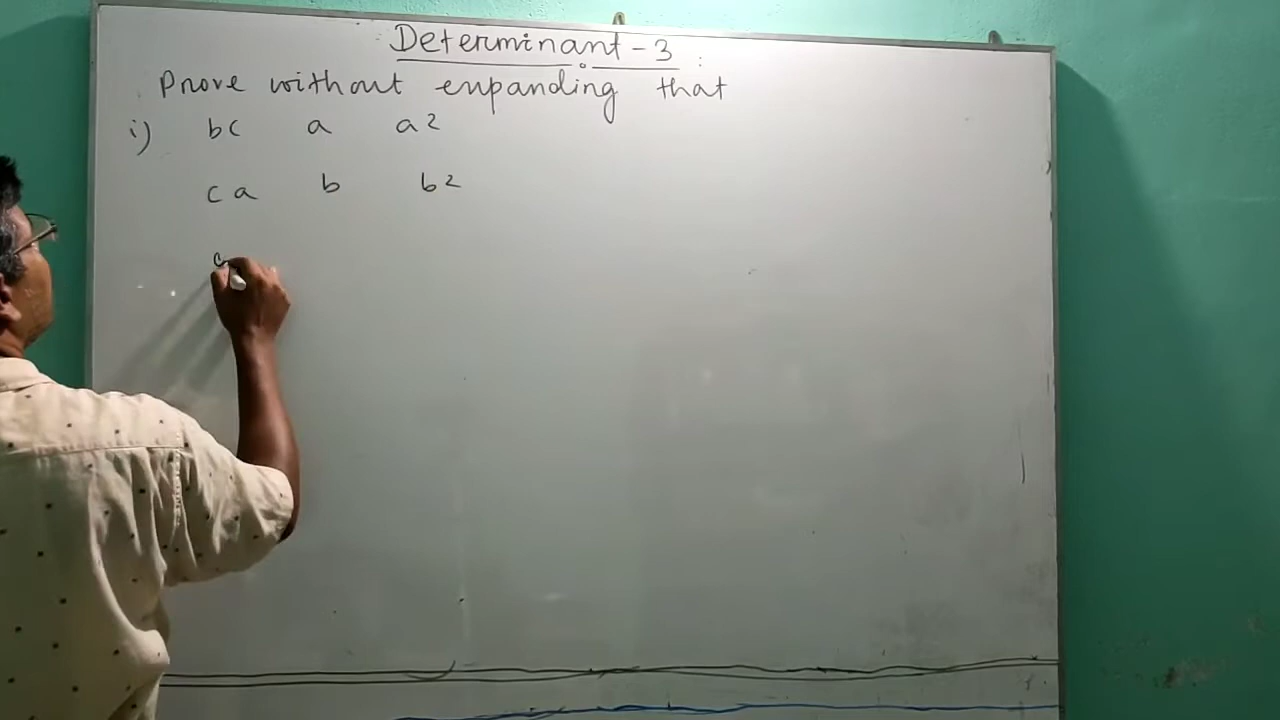 Determinant - 3 :
Prove without expanding that
i) bc a a2
ca b b2
a